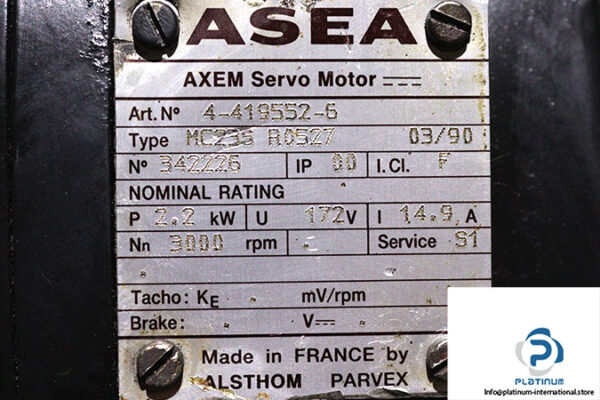 ASEA
AXEM Servo Motor ⎓
Art. Nº 4-419552-6
Type MC23S R0527 03/90
Nº 342226 IP 00 I.Cl. F
NOMINAL RATING
P 2.2 kW U 172V I 14.9 A
Nn 3000 rpm Service S1
Tacho: KE mV/rpm
Brake: V⎓
Made in FRANCE by
ALSTHOM PARVEX
PLATINUM
Info@platinum-international.store